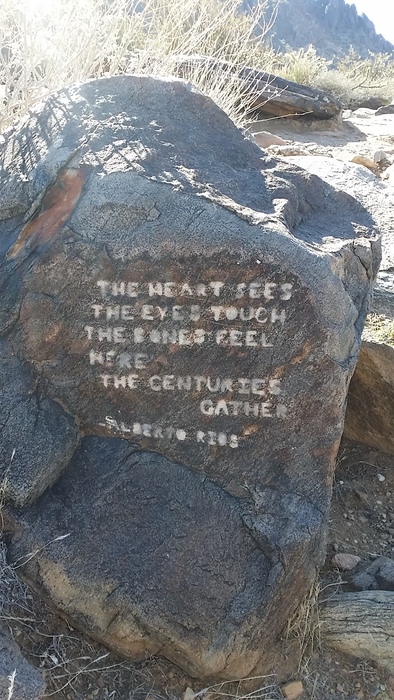 THE HEART SEES
THE EYES TOUCH
THE BONES FEEL
HERE
THE CENTURIES
GATHER
-ALBERTO RIOS